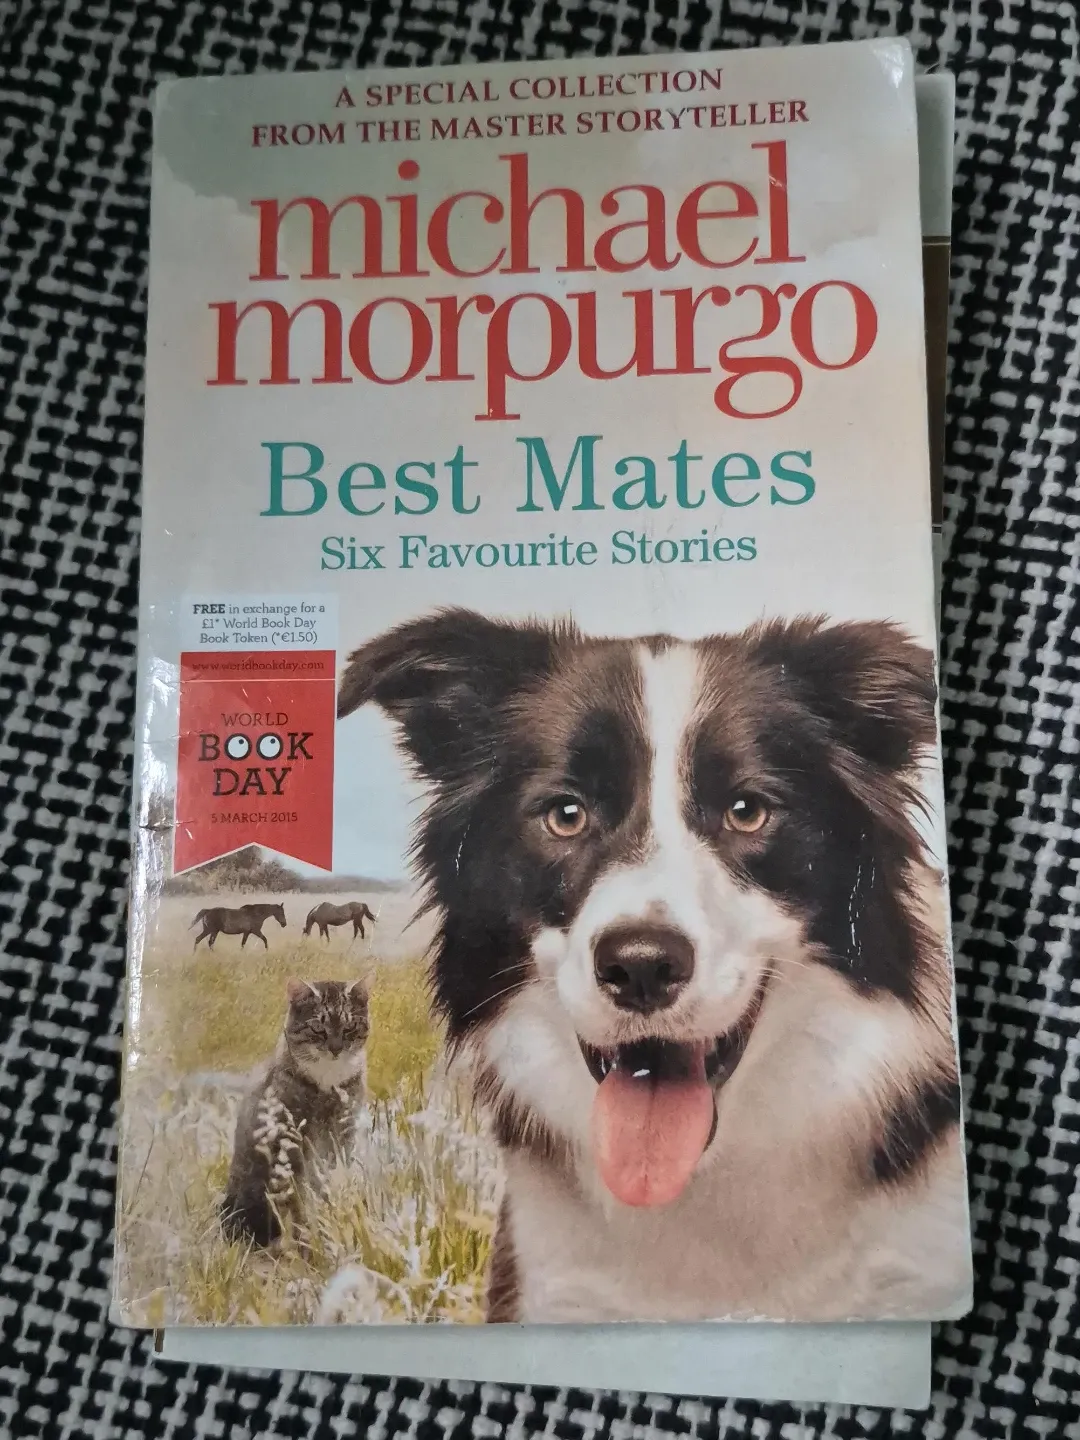 A SPECIAL COLLECTION
FROM THE MASTER STORYTELLER
michael
morpurgo
Best Mates
Six Favourite Stories
FREE in exchange for a
£1* World Book Day
Book Token (*€1.50)
www.worldbookday.com
WORLD
BOOK
DAY
5 MARCH 2015